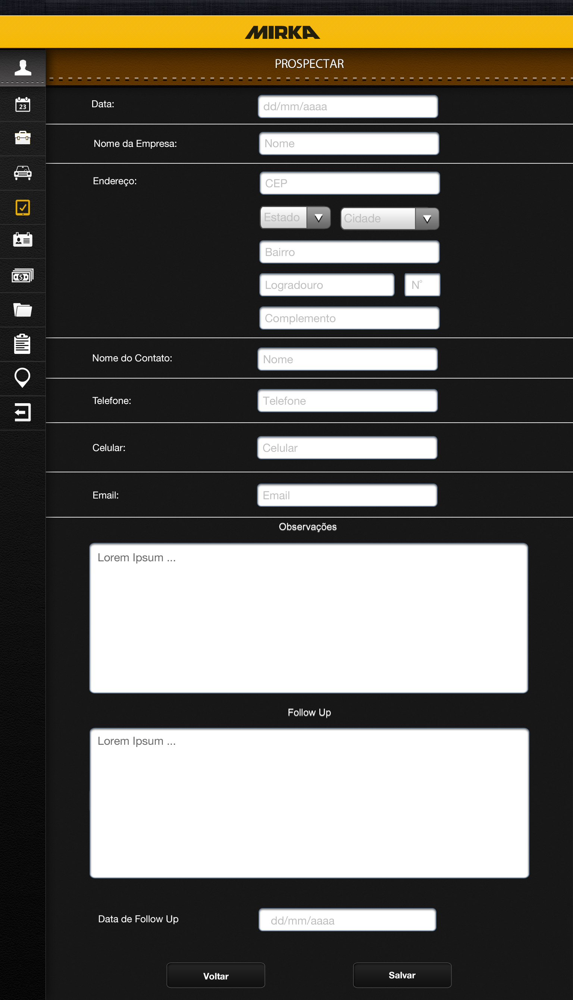 MIRKA
PROSPECTAR
23
Data:
dd/mm/aaaa
Nome da Empresa:
Nome
Endereço:
CEP
Estado
Cidade
Bairro
Logradouro
N°
Complemento
Nome do Contato:
Nome
Telefone:
Telefone
Celular:
Celular
Email:
Email
Observações
Lorem Ipsum ...
Follow Up
Lorem Ipsum ...
Data de Follow Up
dd/mm/aaaa
Voltar
Salvar